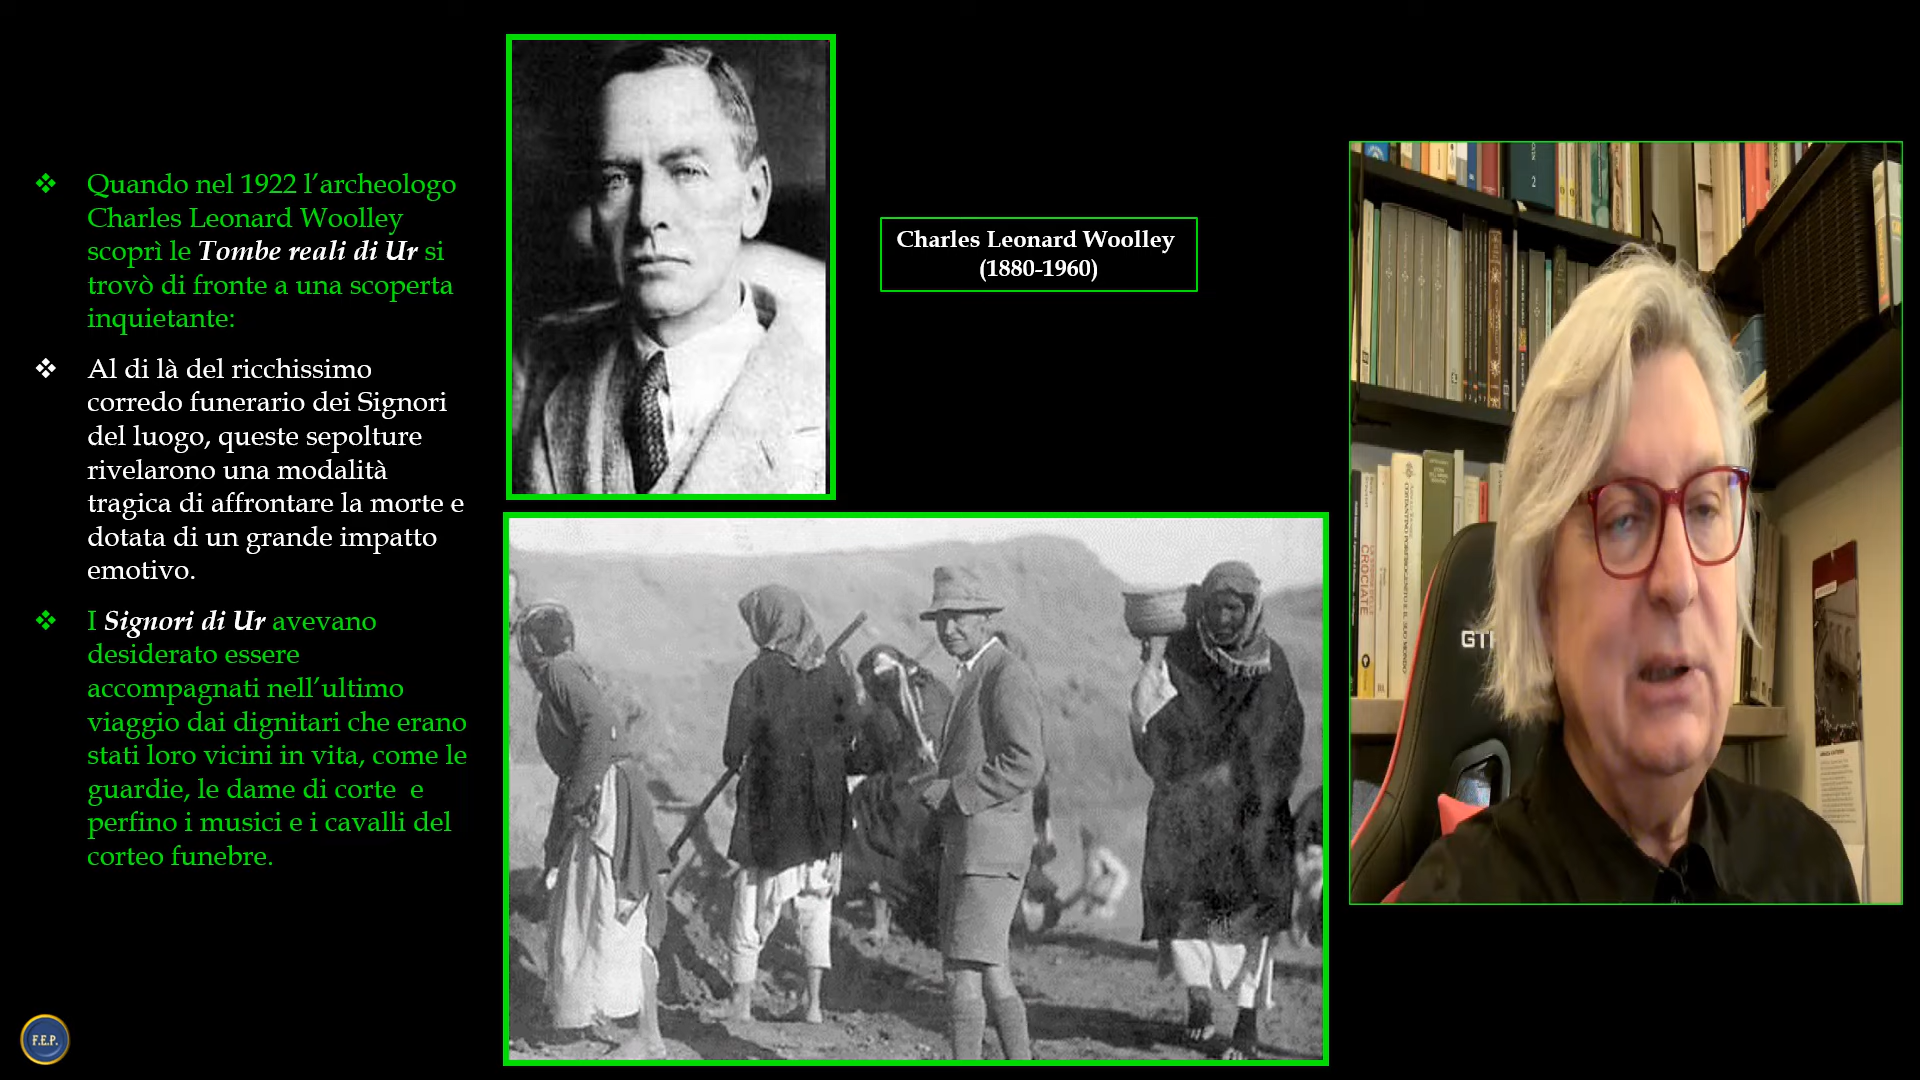 Quando nel 1922 l’archeologo
Charles Leonard Woolley
scoprì le Tombe reali di Ur si
trovò di fronte a una scoperta
inquietante:
Al di là del ricchissimo
corredo funerario dei Signori
del luogo, queste sepolture
rivelarono una modalità
tragica di affrontare la morte e
dotata di un grande impatto
emotivo.
I Signori di Ur avevano
desiderato essere
accompagnati nell’ultimo
viaggio dai dignitari che erano
stati loro vicini in vita, come le
guardie, le dame di corte e
perfino i musici e i cavalli del
corteo funebre.
Charles Leonard Woolley
(1880-1960)
F.E.P.
2
CROCIATE